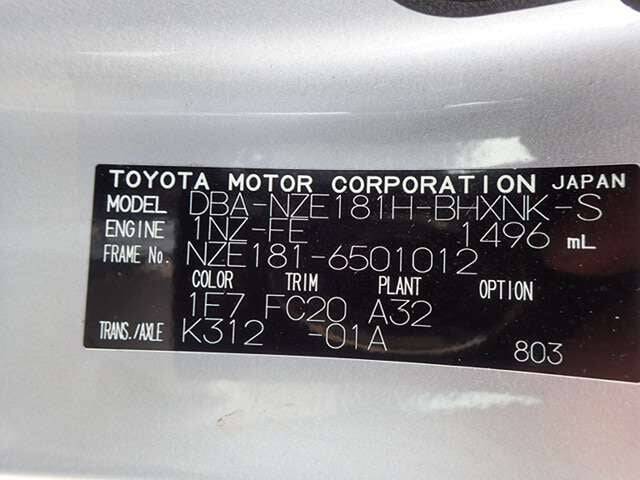 TOYOTA MOTOR CORPORATION JAPAN
MODEL DBA-NZE181H-BHXNK-S
ENGINE 1NZ-FE 1496 mL
FRAME No. NZE181-6501012
COLOR TRIM PLANT OPTION
1F7 FC20 A32
TRANS./AXLE K312 -01A
803